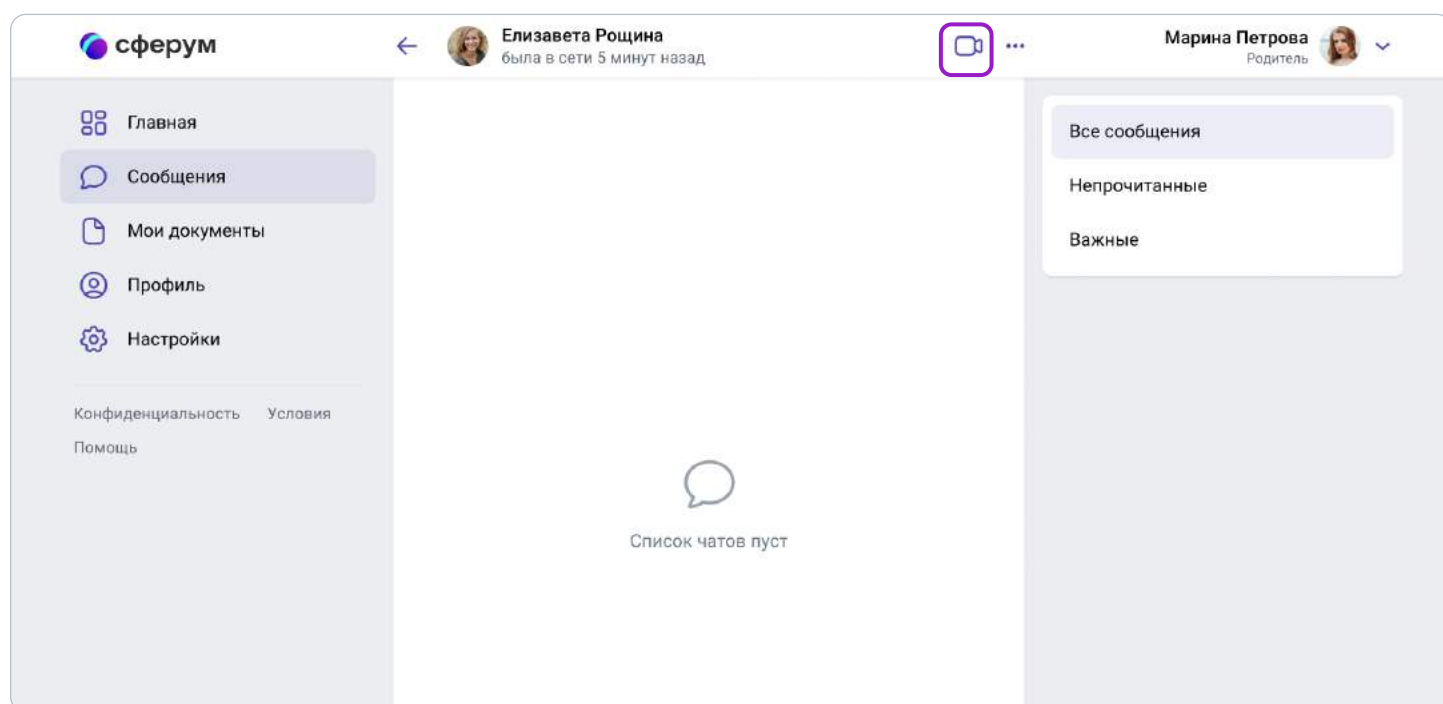 сферум
Елизавета Рощина
была в сети 5 минут назад
Марина Петрова
Родитель
Главная
Сообщения
Мои документы
Профиль
Настройки
Конфиденциальность Условия
Помощь
Список чатов пуст
Все сообщения
Непрочитанные
Важные